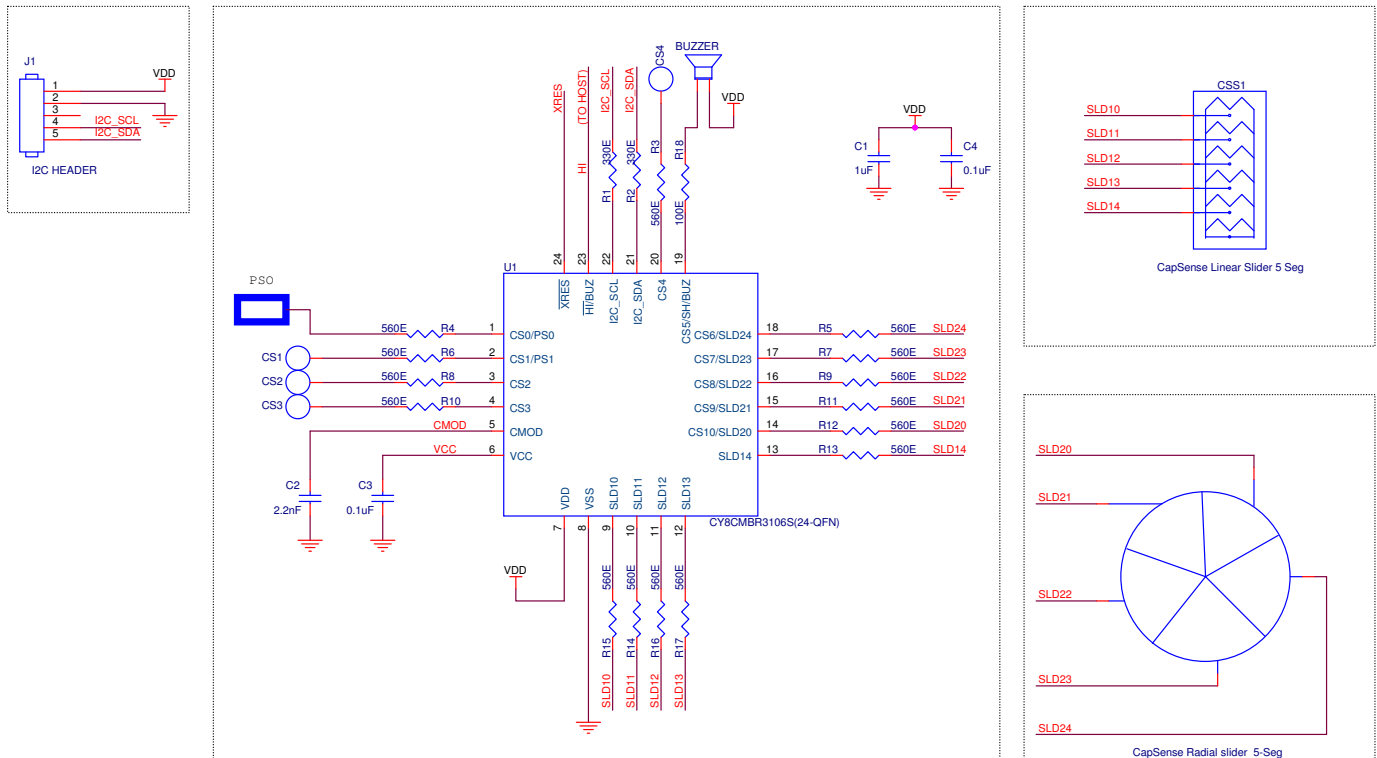 J1
1
2
3
4
5
VDD
I2C_SCL
I2C_SDA
I2C HEADER
XRES
HI (TO HOST)
I2C_SCL
I2C_SDA
CS4
BUZZER
VDD
R1 330E
R2 330E
R3
560E
R18
100E
VDD
C1
1uF
C4
0.1uF
24
23
22
21
20
19
U1
XRES
HI/BUZ
I2C_SCL
I2C_SDA
CS4
CS5/SH/BUZ
PS0
560E R4 1 CS0/PS0
CS1 560E R6 2 CS1/PS1
CS2 560E R8 3 CS2
CS3 560E R10 4 CS3
CMOD 5 CMOD
VCC 6 VCC
CS6/SLD24 18 R5 560E SLD24
CS7/SLD23 17 R7 560E SLD23
CS8/SLD22 16 R9 560E SLD22
CS9/SLD21 15 R11 560E SLD21
CS10/SLD20 14 R12 560E SLD20
SLD14 13 R13 560E SLD14
C2
2.2nF
C3
0.1uF
VDD
VSS
SLD10
SLD11
SLD12
SLD13
7
8
9
10
11
12
CY8CMBR3106S(24-QFN)
VDD
560E
560E
560E
560E
R15
R14
R16
R17
SLD10
SLD11
SLD12
SLD13
CSS1
SLD10
SLD11
SLD12
SLD13
SLD14
CapSense Linear Slider 5 Seg
SLD20
SLD21
SLD22
SLD23
SLD24
CapSense Radial slider 5-Seg